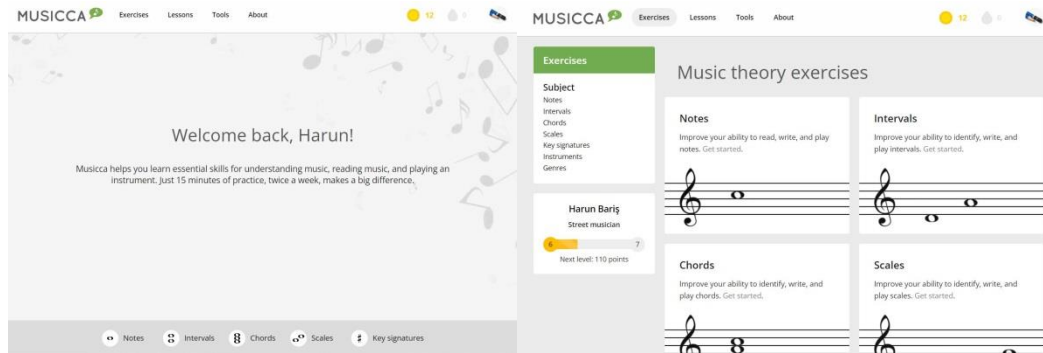 MUSICCA Exercises Lessons Tools About 12 0
Welcome back, Harun!
Musicca helps you learn essential skills for understanding music, reading music, and playing an
instrument. Just 15 minutes of practice, twice a week, makes a big difference.
Notes Intervals Chords Scales Key signatures
MUSICCA Exercises Lessons Tools About 12 0
Exercises
Subject
Notes
Intervals
Chords
Scales
Key signatures
Instruments
Genres
Harun Bariş
Street musician
6 7
Next level: 110 points
Music theory exercises
Notes
Improve your ability to read, write, and play
notes. Get started.
Intervals
Improve your ability to identify, write, and
play intervals. Get started.
Chords
Improve your ability to identify, write, and
play chords. Get started.
Scales
Improve your ability to identify, write, and
play scales. Get started.